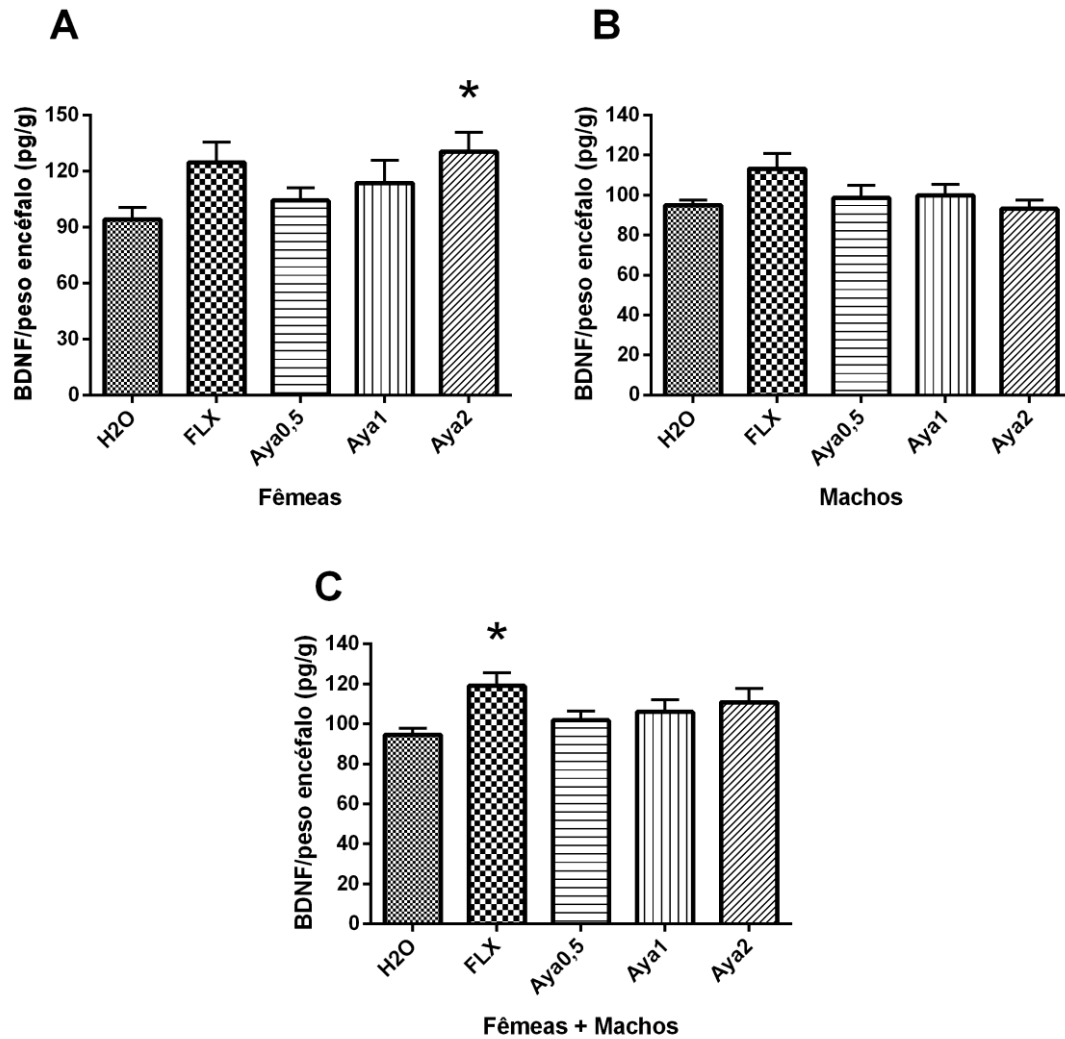 A
BDNF/peso encéfalo (pg/g)
150
120
90
60
30
0
*
H2O
FLX
Aya0,5
Aya1
Aya2
Fêmeas
B
BDNF/peso encéfalo (pg/g)
140
120
100
80
60
40
20
0
H2O
FLX
Aya0,5
Aya1
Aya2
Machos
C
BDNF/peso encéfalo (pg/g)
140
120
100
80
60
40
20
0
*
H2O
FLX
Aya0,5
Aya1
Aya2
Fêmeas + Machos